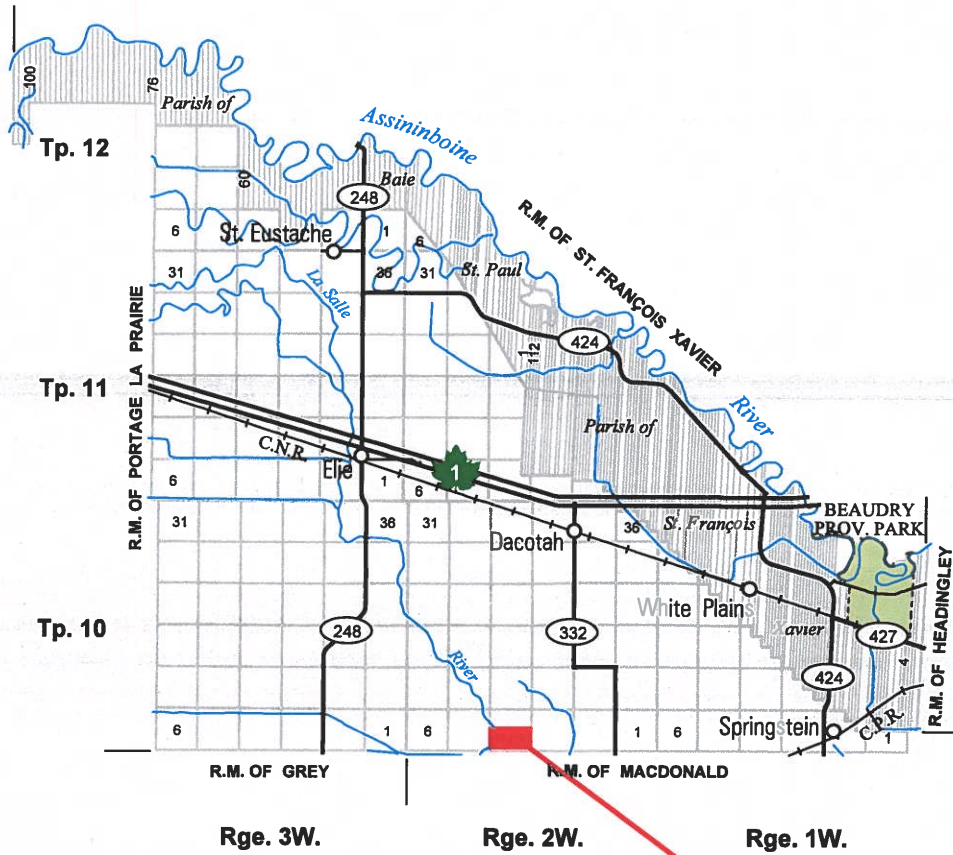 100
76
Parish of
Assininboine
Tp. 12
60
Baie
248
R.M. OF ST. FRANÇOIS XAVIER
6
St. Eustache
1
6
31
La Salle
36
31
St. Paul
R.M. OF PORTAGE LA PRAIRIE
424
112
Tp. 11
River
Parish of
C.N.R.
Elie
1
6
1
6
31
36
31
Dacotah
36
St. François
BEAUDRY
PROV. PARK
White Plains
Tp. 10
248
332
Xavier
427
R.M. OF HEADINGLEY
4
River
424
6
1
6
1
6
Springstein
C.P.R.
1
R.M. OF GREY
R.M. OF MACDONALD
Rge. 3W.
Rge. 2W.
Rge. 1W.